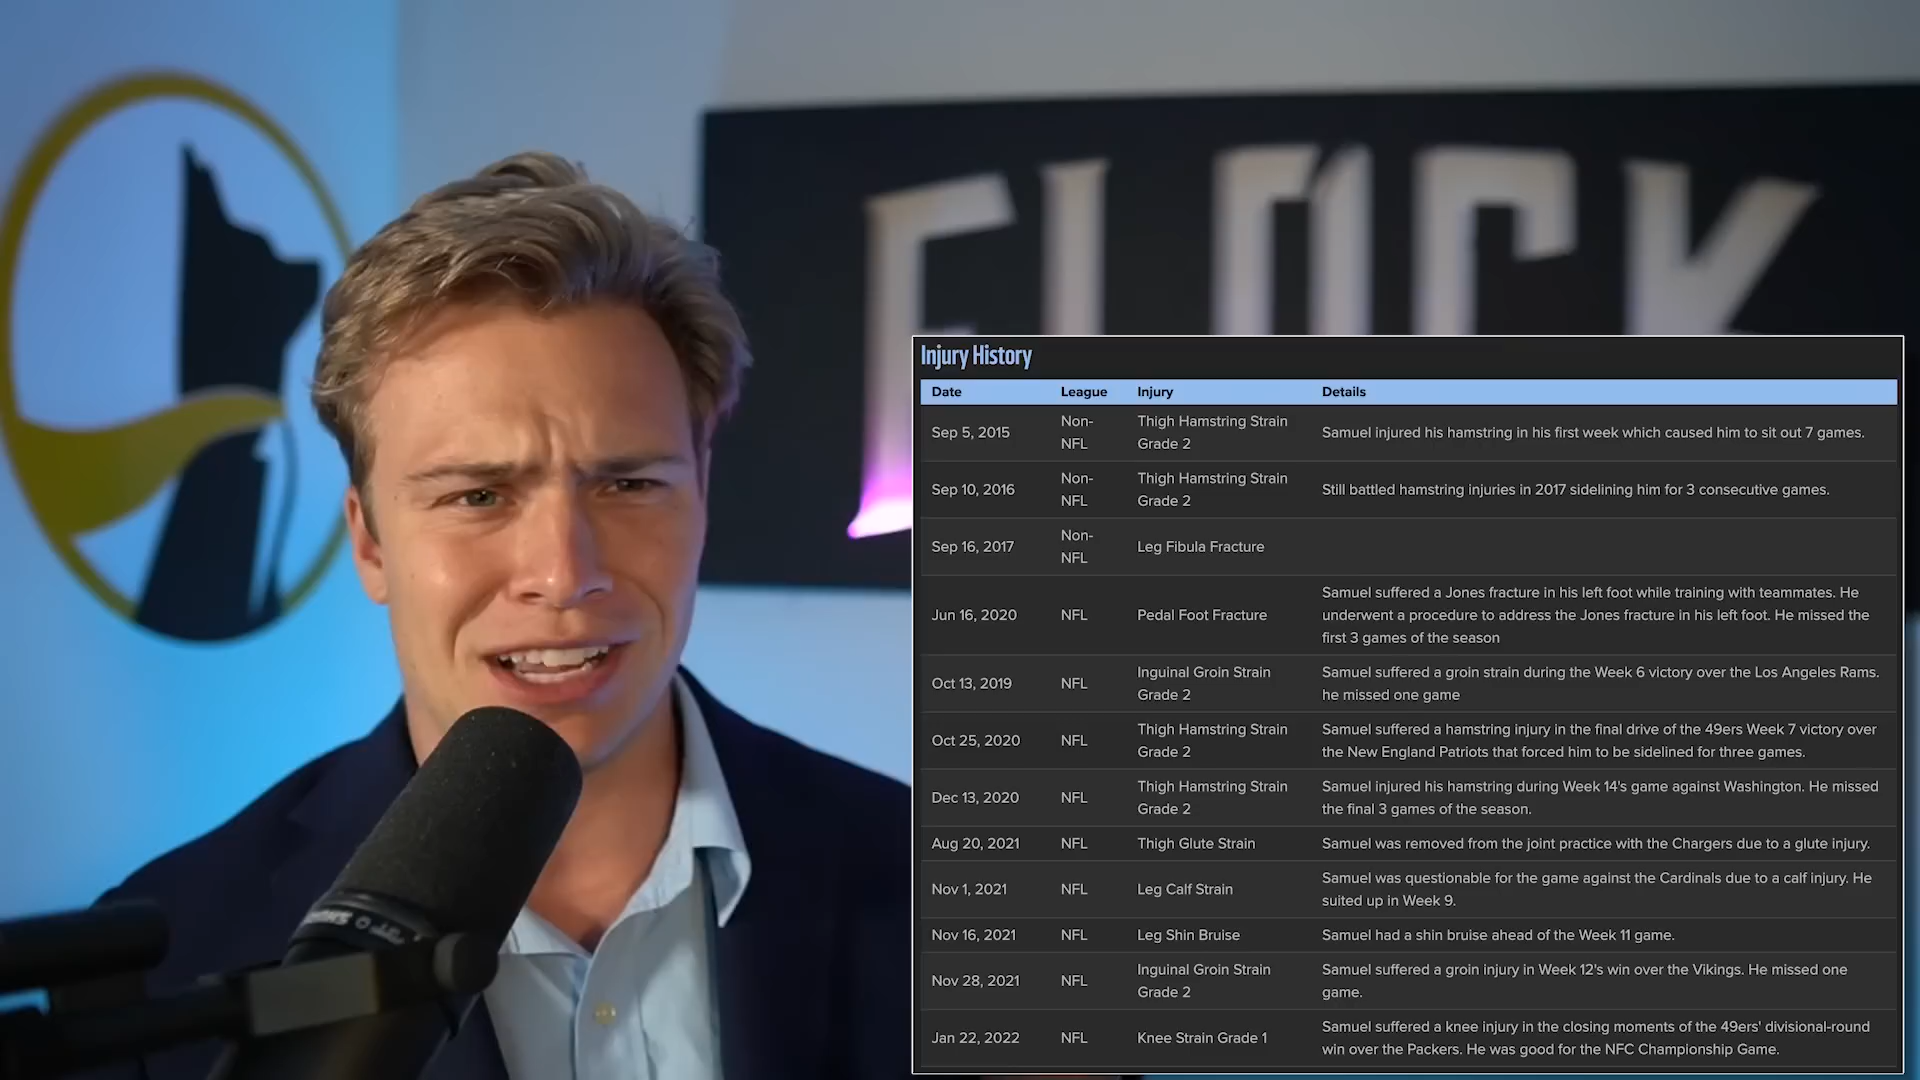 FLOCK
Injury History
Date League Injury Details
Sep 5, 2015 Non-NFL Thigh Hamstring Strain Grade 2 Samuel injured his hamstring in his first week which caused him to sit out 7 games.
Sep 10, 2016 Non-NFL Thigh Hamstring Strain Grade 2 Still battled hamstring injuries in 2017 sidelining him for 3 consecutive games.
Sep 16, 2017 Non-NFL Leg Fibula Fracture
Jun 16, 2020 NFL Pedal Foot Fracture Samuel suffered a Jones fracture in his left foot while training with teammates. He
underwent a procedure to address the Jones fracture in his left foot. He missed the
first 3 games of the season
Oct 13, 2019 NFL Inguinal Groin Strain Grade 2 Samuel suffered a groin strain during the Week 6 victory over the Los Angeles Rams.
he missed one game
Oct 25, 2020 NFL Thigh Hamstring Strain Grade 2 Samuel suffered a hamstring injury in the final drive of the 49ers Week 7 victory over
the New England Patriots that forced him to be sidelined for three games.
Dec 13, 2020 NFL Thigh Hamstring Strain Grade 2 Samuel injured his hamstring during Week 14's game against Washington. He missed
the final 3 games of the season.
Aug 20, 2021 NFL Thigh Glute Strain Samuel was removed from the joint practice with the Chargers due to a glute injury.
Nov 1, 2021 NFL Leg Calf Strain Samuel was questionable for the game against the Cardinals due to a calf injury. He
suited up in Week 9.
Nov 16, 2021 NFL Leg Shin Bruise Samuel had a shin bruise ahead of the Week 11 game.
Nov 28, 2021 NFL Inguinal Groin Strain Grade 2 Samuel suffered a groin injury in Week 12's win over the Vikings. He missed one
game.
Jan 22, 2022 NFL Knee Strain Grade 1 Samuel suffered a knee injury in the closing moments of the 49ers' divisional-round
win over the Packers. He was good for the NFC Championship Game.